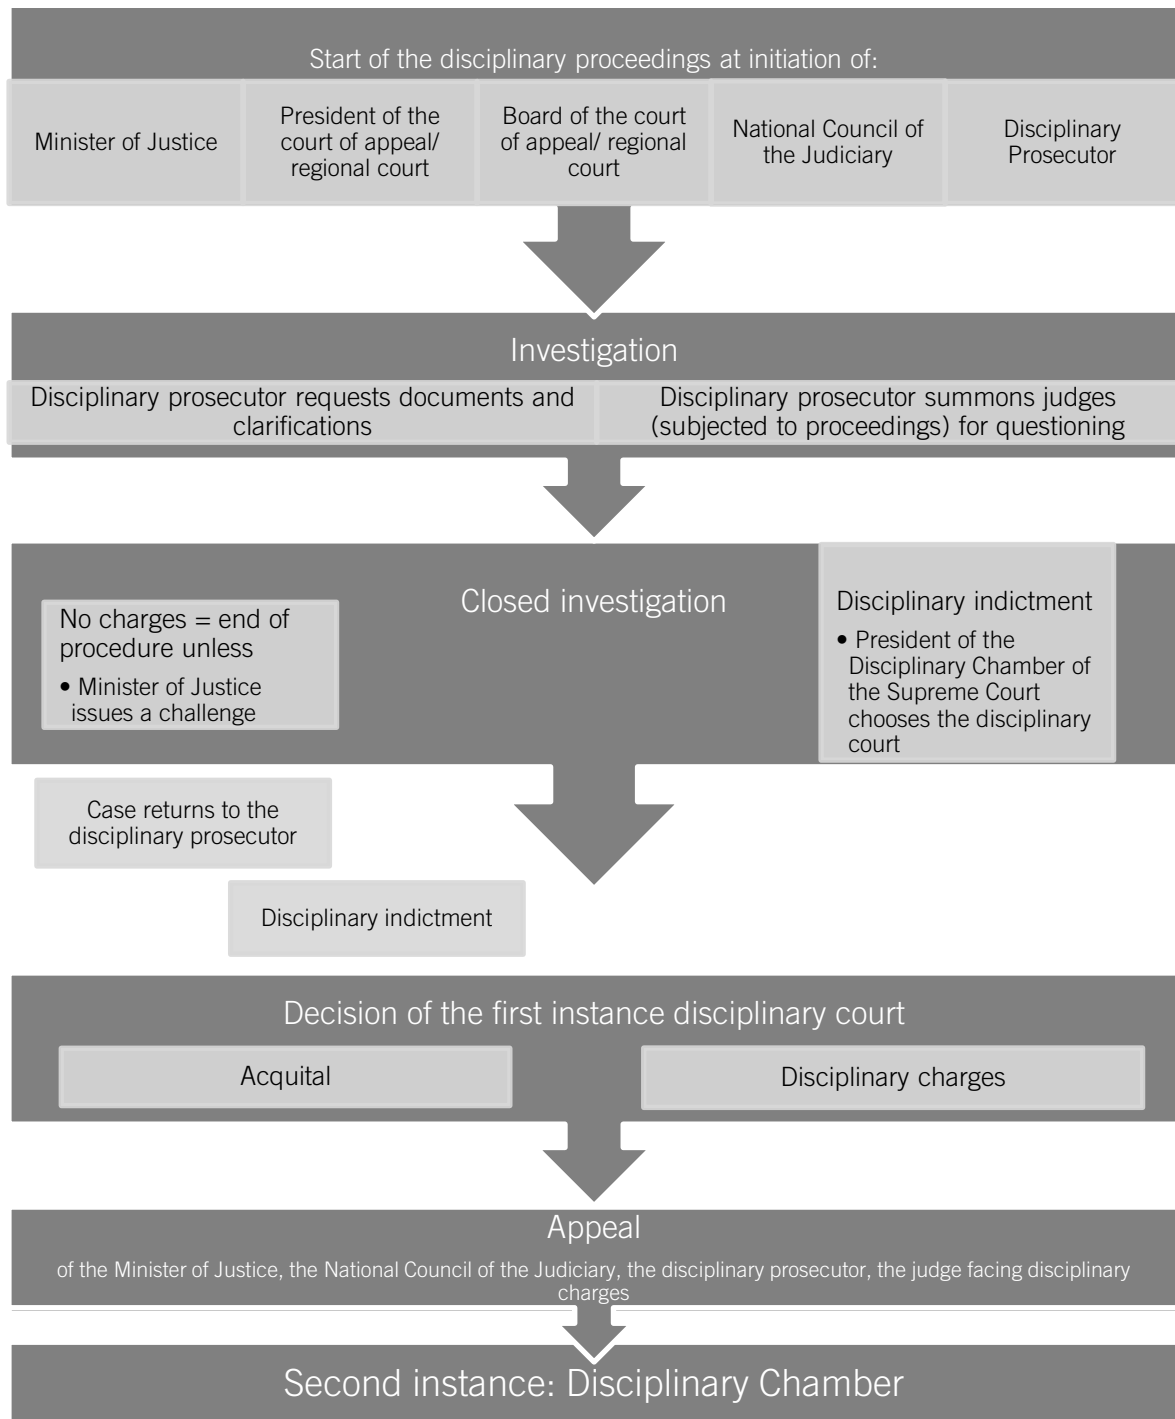 Start of the disciplinary proceedings at initiation of:
Minister of Justice
President of the
court of appeal/
regional court
Board of the court
of appeal/ regional
court
National Council of
the Judiciary
Disciplinary
Prosecutor
Investigation
Disciplinary prosecutor requests documents and
clarifications
Disciplinary prosecutor summons judges
(subjected to proceedings) for questioning
Closed investigation
No charges = end of
procedure unless
• Minister of Justice
issues a challenge
Disciplinary indictment
• President of the
Disciplinary Chamber of
the Supreme Court
chooses the disciplinary
court
Case returns to the
disciplinary prosecutor
Disciplinary indictment
Decision of the first instance disciplinary court
Acquital
Disciplinary charges
Appeal
of the Minister of Justice, the National Council of the Judiciary, the disciplinary prosecutor, the judge facing disciplinary
charges
Second instance: Disciplinary Chamber